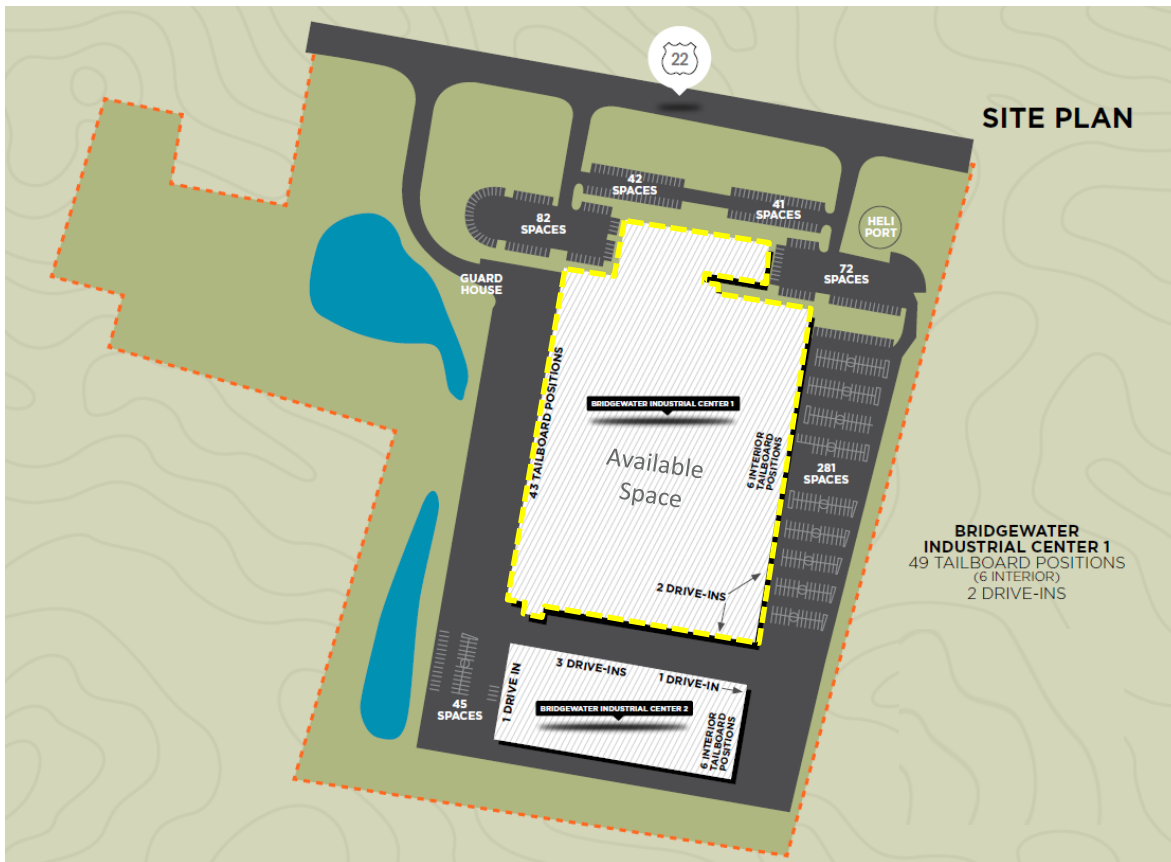 22
SITE PLAN
42
SPACES
41
SPACES
82
SPACES
HELI
PORT
72
SPACES
GUARD
HOUSE
43 TAILBOARD POSITIONS
BRIDGEWATER INDUSTRIAL CENTER 1
Available
Space
6 INTERIOR
TAILBOARD
POSITIONS
281
SPACES
BRIDGEWATER
INDUSTRIAL CENTER 1
49 TAILBOARD POSITIONS
(6 INTERIOR)
2 DRIVE-INS
2 DRIVE-INS
3 DRIVE-INS
1 DRIVE-IN
1 DRIVE IN
45
SPACES
BRIDGEWATER INDUSTRIAL CENTER 2
6 INTERIOR
TAILBOARD
POSITIONS